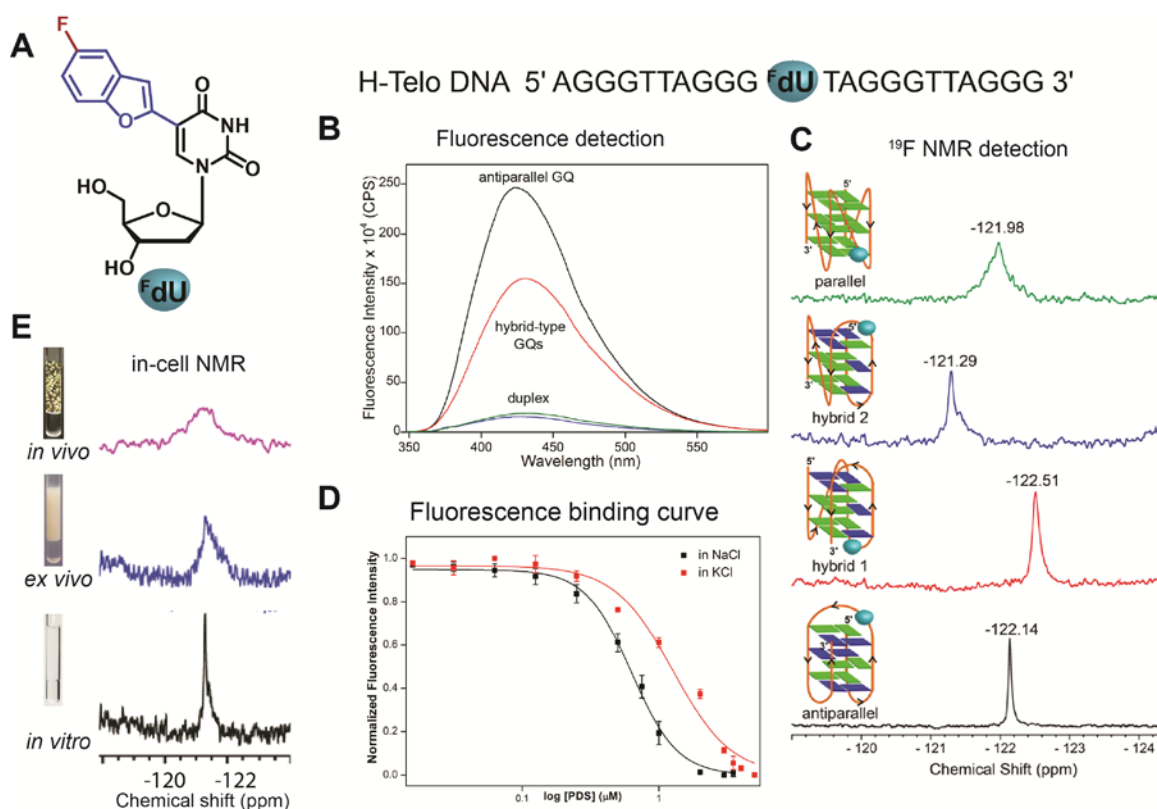 A
F
O
O
NH
N
O
HO
O
HO
FdU
H-Telo DNA 5' AGGGTTAGGG FdU TAGGGTTAGGG 3'
B
Fluorescence detection
antiparallel GQ
hybrid-type
GQs
duplex
Fluorescence Intensity x 10⁴ (CPS)
250
200
150
100
50
0
350
400
450
500
550
Wavelength (nm)
C
¹⁹F NMR detection
5'
3'
parallel
-121.98
5'
3'
hybrid 2
-121.29
5'
3'
hybrid 1
-122.51
5'
3'
antiparallel
-122.14
- 120
- 121
- 122
- 123
- 124
Chemical Shift (ppm)
D
Fluorescence binding curve
in NaCl
in KCl
Normalized Fluorescence Intensity
1.0
0.8
0.6
0.4
0.2
0.0
0.1
1
log [PDS] (µM)
E
in-cell NMR
in vivo
ex vivo
in vitro
-120
-122
Chemical shift (ppm)